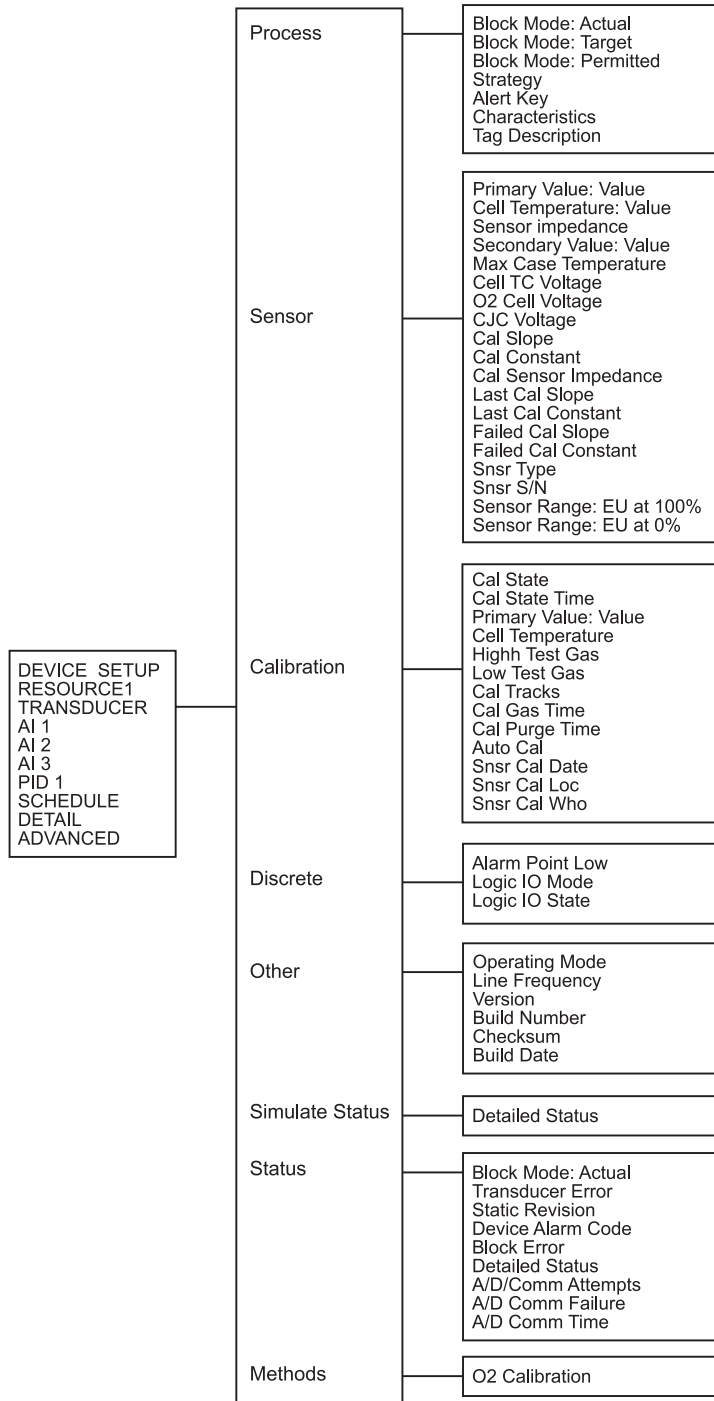 DEVICE SETUP
RESOURCE1
TRANSDUCER
AI 1
AI 2
AI 3
PID 1
SCHEDULE
DETAIL
ADVANCED
Process
Block Mode: Actual
Block Mode: Target
Block Mode: Permitted
Strategy
Alert Key
Characteristics
Tag Description
Sensor
Primary Value: Value
Cell Temperature: Value
Sensor impedance
Secondary Value: Value
Max Case Temperature
Cell TC Voltage
O2 Cell Voltage
CJC Voltage
Cal Slope
Cal Constant
Cal Sensor Impedance
Last Cal Slope
Last Cal Constant
Failed Cal Slope
Failed Cal Constant
Snsr Type
Snsr S/N
Sensor Range: EU at 100%
Sensor Range: EU at 0%
Calibration
Cal State
Cal State Time
Primary Value: Value
Cell Temperature
Highh Test Gas
Low Test Gas
Cal Tracks
Cal Gas Time
Cal Purge Time
Auto Cal
Snsr Cal Date
Snsr Cal Loc
Snsr Cal Who
Discrete
Alarm Point Low
Logic IO Mode
Logic IO State
Other
Operating Mode
Line Frequency
Version
Build Number
Checksum
Build Date
Simulate Status
Detailed Status
Status
Block Mode: Actual
Transducer Error
Static Revision
Device Alarm Code
Block Error
Detailed Status
A/D/Comm Attempts
A/D Comm Failure
A/D Comm Time
Methods
O2 Calibration